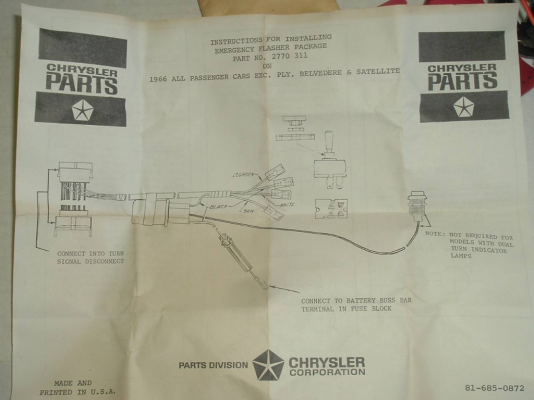 INSTRUCTIONS FOR INSTALLING
EMERGENCY FLASHER PACKAGE
PART NO. 2770 311
ON
1966 ALL PASSENGER CARS EXC. PLY. BELVEDERE & SATELLITE
CHRYSLER
PARTS
CHRYSLER
PARTS
BLACK
TAN
CONNECT INTO TURN
SIGNAL DISCONNECT
NOTE: NOT REQUIRED FOR
MODELS WITH DUAL
TURN INDICATOR
LAMPS
CONNECT TO BATTERY BUSS BAR
TERMINAL IN FUSE BLOCK
PARTS DIVISION
CHRYSLER
CORPORATION
MADE AND
PRINTED IN U.S.A.
81-685-0872